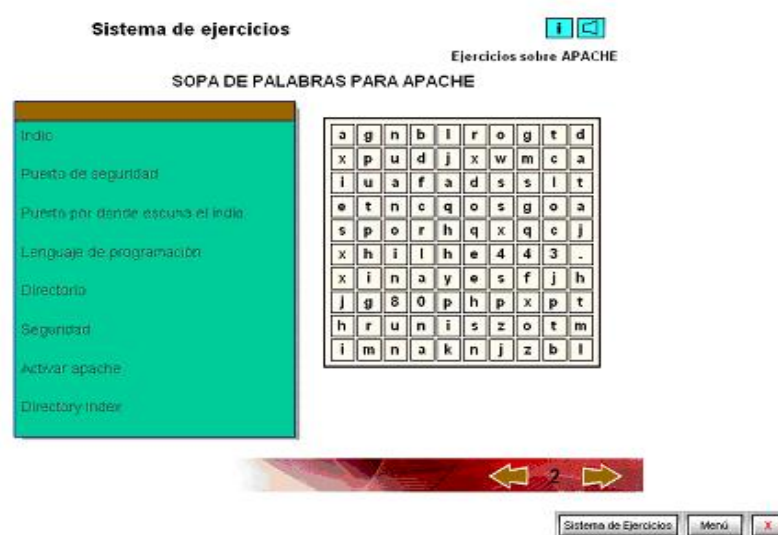 Sistema de ejercicios
i
Ejercicios sobre APACHE
SOPA DE PALABRAS PARA APACHE
Indio
Puerto de seguridad
Puerto por donde escucha el indio
Lenguaje de programación
Directorio
Seguridad
Activar apache
Directory index
a g n b l r o g t d
x p u d j x w m c a
i u a f a d s s l t
e t n c q o s g o a
s p o r h q x q c j
x h i l h e 4 4 3 .
x i n a y e s f j h
j g 8 0 p h p x p t
h r u n i s z o t m
i m n a k n j z b l
2
Sistema de Ejercicios Menú X